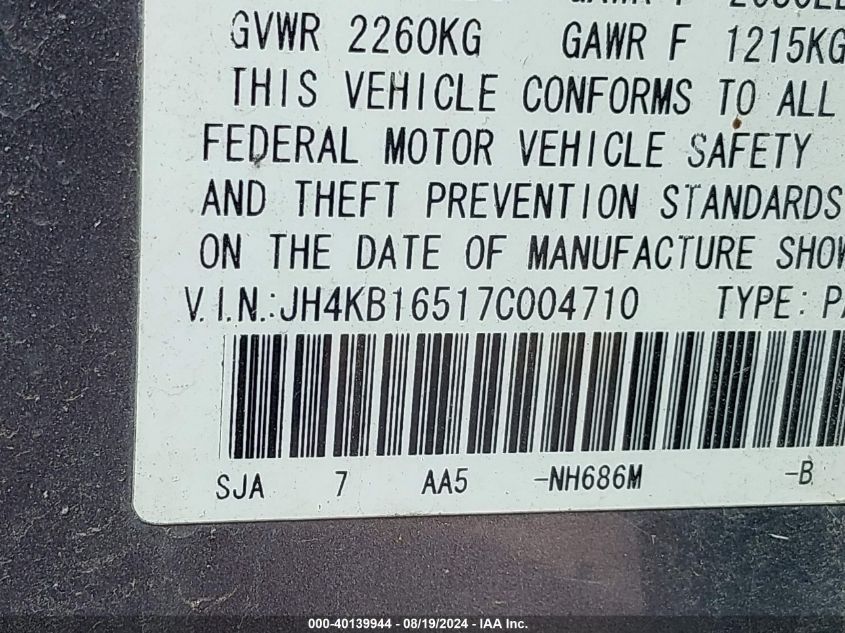 GVWR 2260KG GAWR F 1215KG
THIS VEHICLE CONFORMS TO ALL
FEDERAL MOTOR VEHICLE SAFETY
AND THEFT PREVENTION STANDARDS
ON THE DATE OF MANUFACTURE
V.I.N.:JH4KB16517C004710 TYPE:
SJA 7 AA5 -NH686M -B
000-40139944 - 08/19/2024 - IAA Inc.